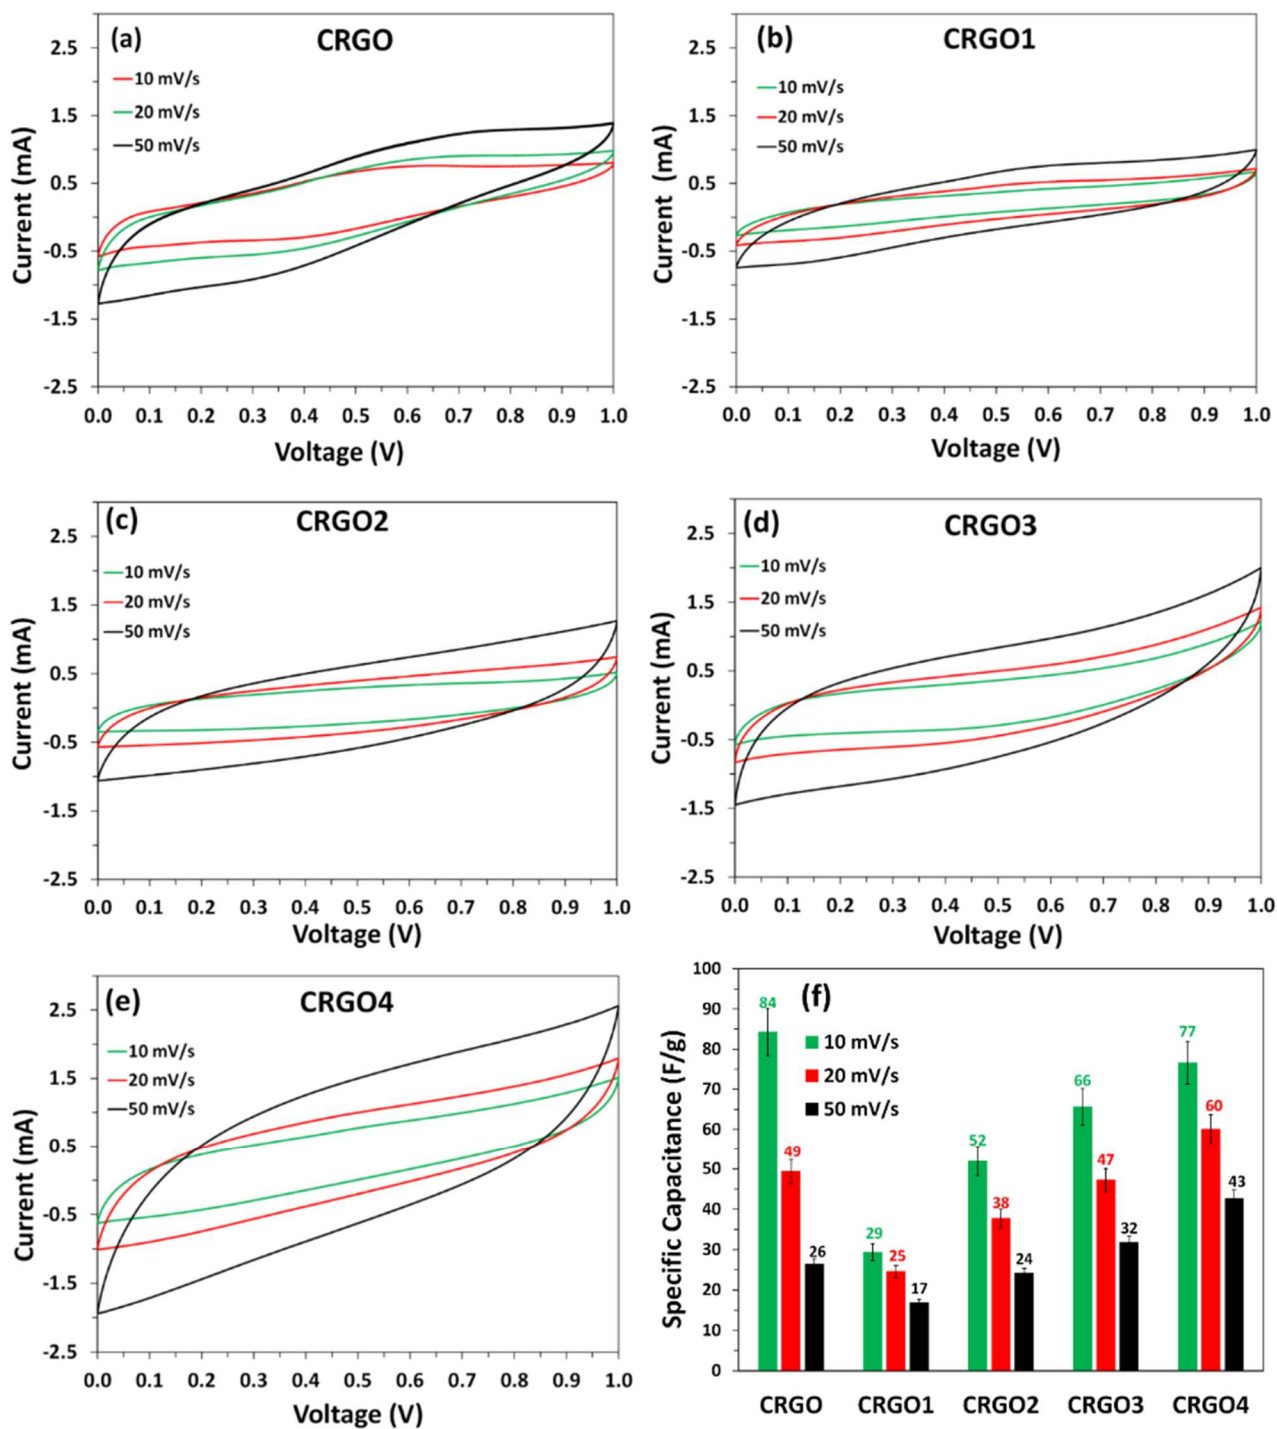 (a)
CRGO
10 mV/s
20 mV/s
50 mV/s
2.5
1.5
0.5
-0.5
-1.5
-2.5
Current (mA)
0.0 0.1 0.2 0.3 0.4 0.5 0.6 0.7 0.8 0.9 1.0
Voltage (V)
(b)
CRGO1
10 mV/s
20 mV/s
50 mV/s
2.5
1.5
0.5
-0.5
-1.5
-2.5
Current (mA)
0.0 0.1 0.2 0.3 0.4 0.5 0.6 0.7 0.8 0.9 1.0
Voltage (V)
(c)
CRGO2
10 mV/s
20 mV/s
50 mV/s
2.5
1.5
0.5
-0.5
-1.5
-2.5
Current (mA)
0.0 0.1 0.2 0.3 0.4 0.5 0.6 0.7 0.8 0.9 1.0
Voltage (V)
(d)
CRGO3
10 mV/s
20 mV/s
50 mV/s
2.5
1.5
0.5
-0.5
-1.5
-2.5
Current (mA)
0.0 0.1 0.2 0.3 0.4 0.5 0.6 0.7 0.8 0.9 1.0
Voltage (V)
(e)
CRGO4
10 mV/s
20 mV/s
50 mV/s
2.5
1.5
0.5
-0.5
-1.5
-2.5
Current (mA)
0.0 0.1 0.2 0.3 0.4 0.5 0.6 0.7 0.8 0.9 1.0
Voltage (V)
(f)
10 mV/s
20 mV/s
50 mV/s
100
90
80
70
60
50
40
30
20
10
0
Specific Capacitance (F/g)
84 49 26
29 25 17
52 38 24
66 47 32
77 60 43
CRGO CRGO1 CRGO2 CRGO3 CRGO4